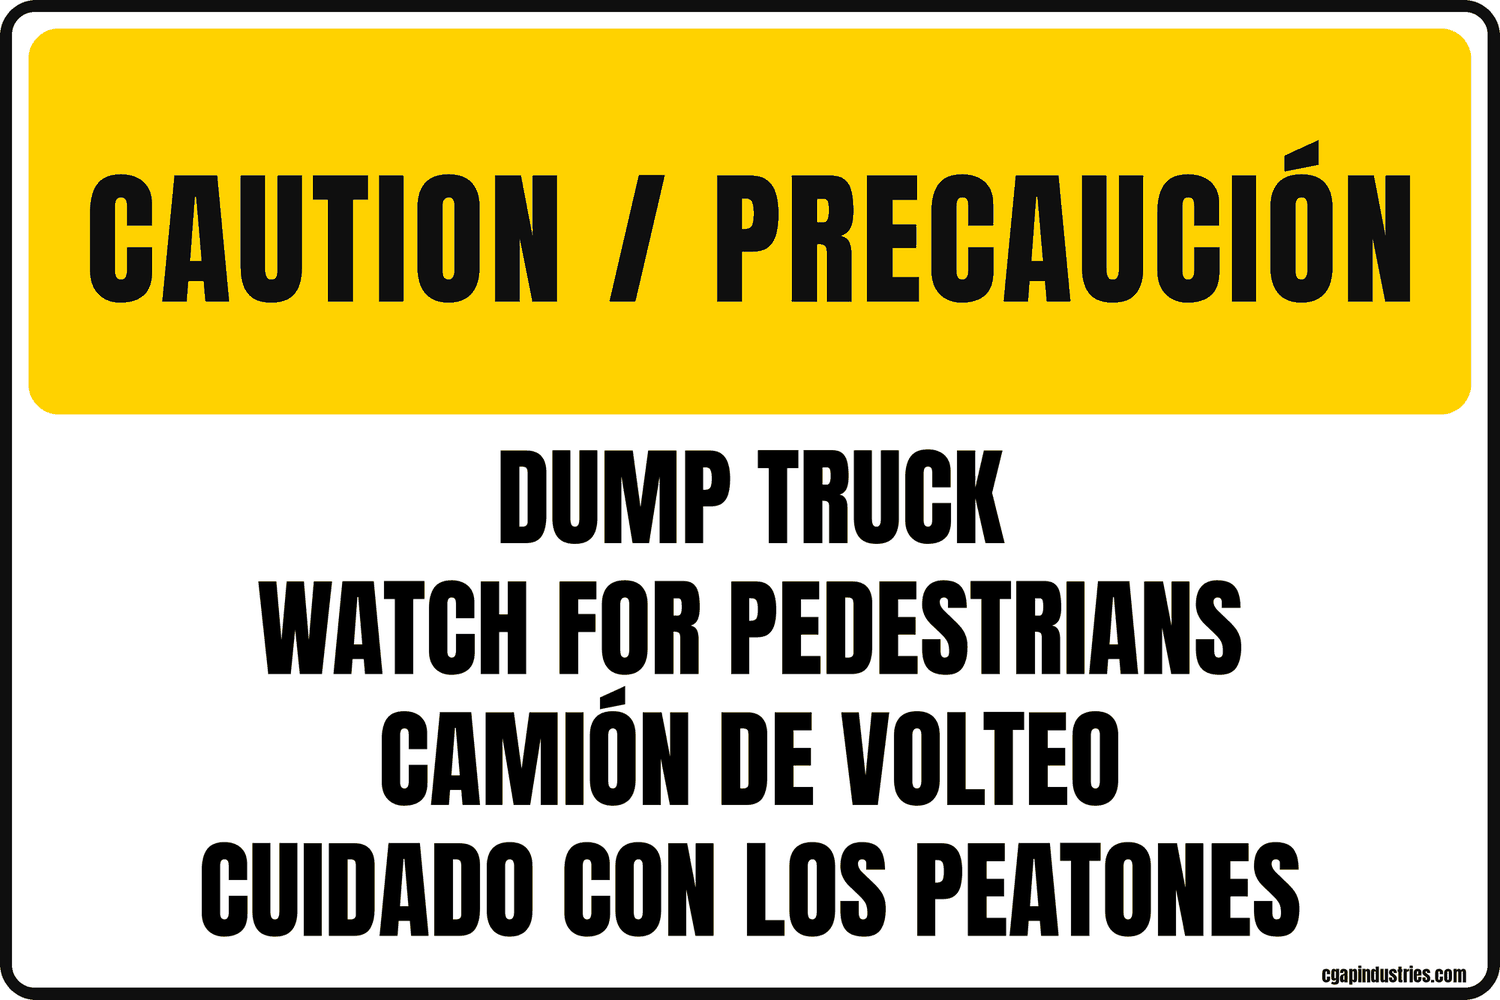 CAUTION / PRECAUCIÓN
DUMP TRUCK
WATCH FOR PEDESTRIANS
CAMIÓN DE VOLTEO
CUIDADO CON LOS PEATONES
cgapindustries.com